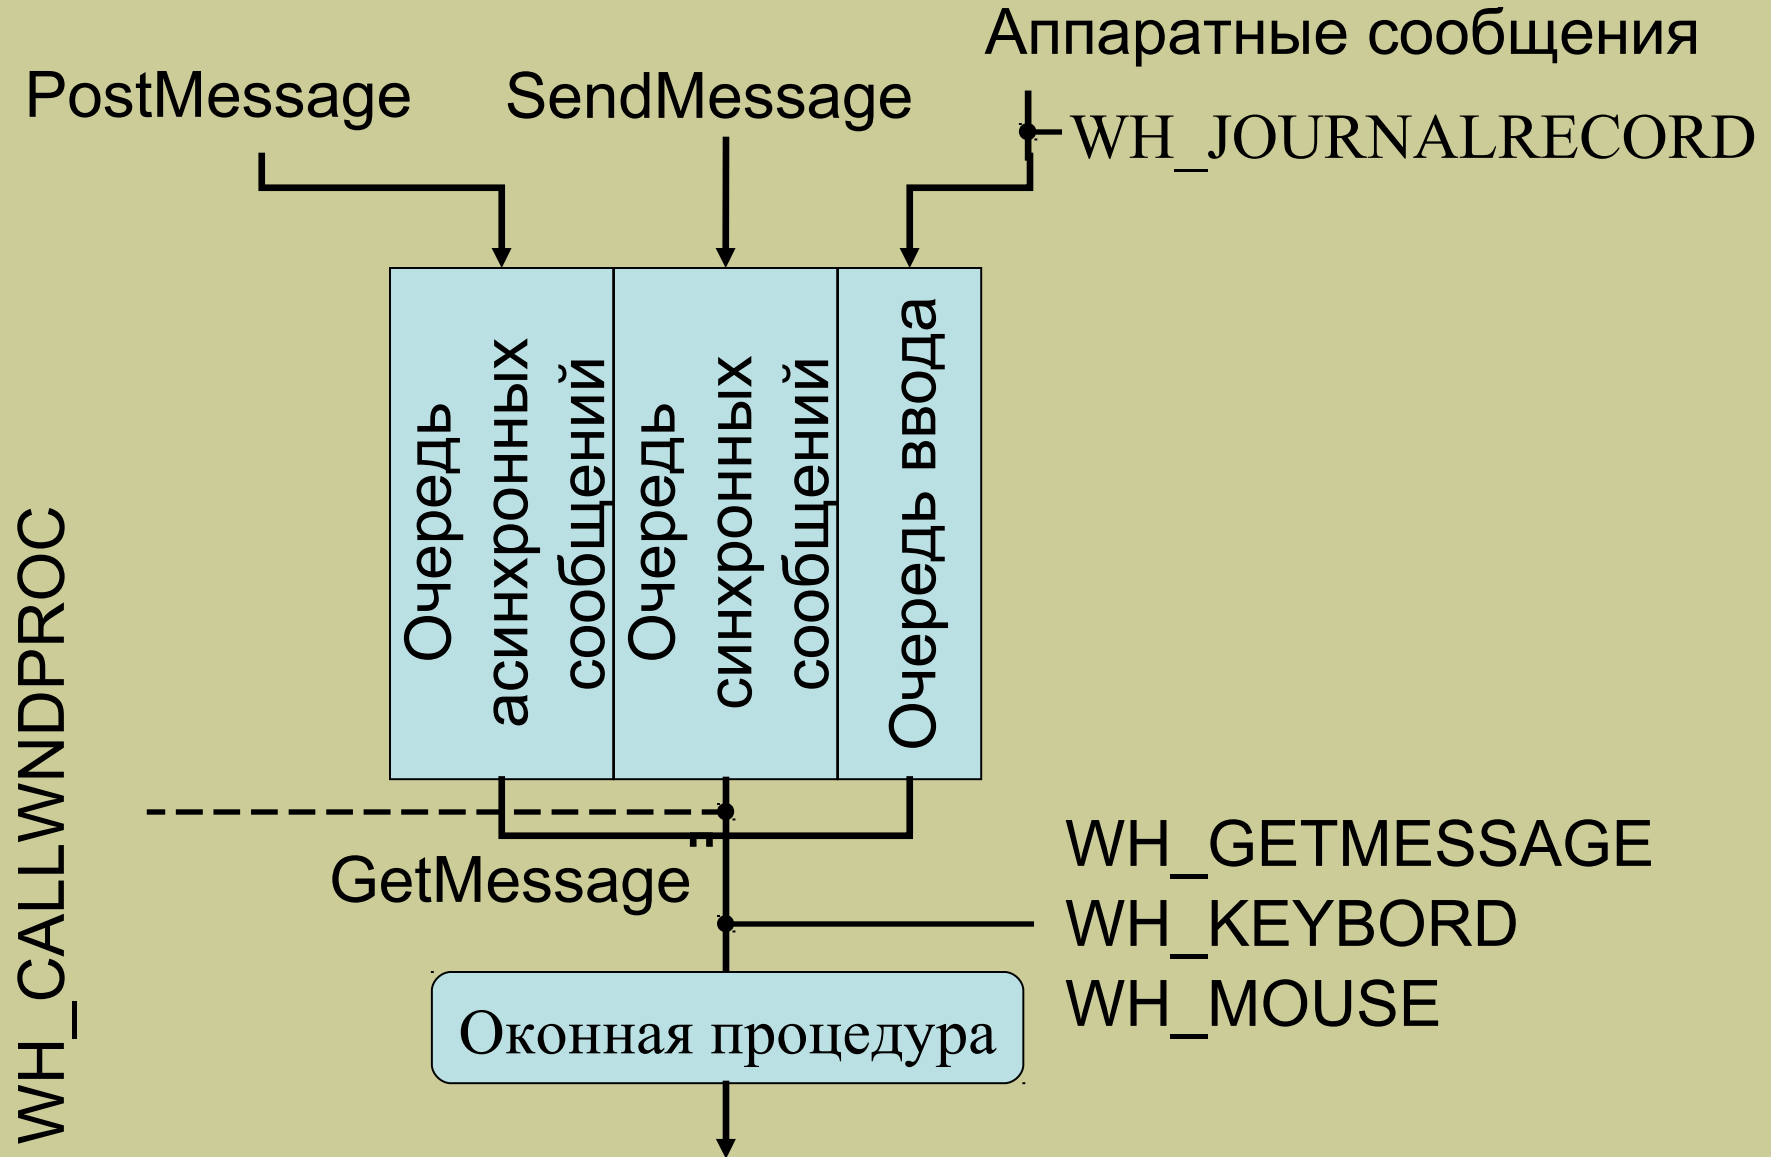 Аппаратные сообщения
PostMessage
SendMessage
WH_JOURNALRECORD
Очередь
асинхронных
сообщений
Очередь
синхронных
сообщений
Очередь ввода
WH_CALLWNDPROC
GetMessage
WH_GETMESSAGE
WH_KEYBORD
WH_MOUSE
Оконная процедура